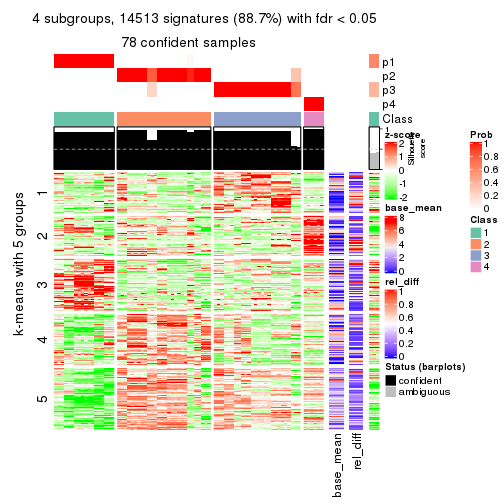 4 subgroups, 14513 signatures (88.7%) with fdr < 0.05
78 confident samples
p1
p2
p3
p4
Class
1
Silhouette
score
k-means with 5 groups
1
2
3
4
5
base_mean
rel_diff
z-score
2
1
0
-1
-2
base_mean
8
6
4
2
0
rel_diff
1
0.8
0.6
0.4
0.2
0
Status (barplots)
confident
ambiguous
Prob
1
0.8
0.6
0.4
0.2
0
Class
1
2
3
4